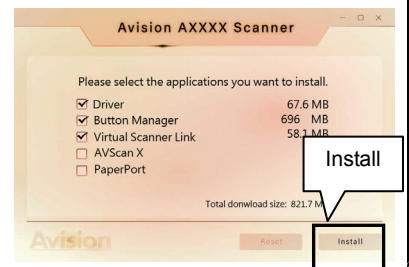 Avision AXXXX Scanner
Please select the applications you want to install.
Driver 67.6 MB
Button Manager 696 MB
Virtual Scanner Link 58.1 MB
AVScan X
PaperPort
Install
Total donwload size: 821.7 M
Avision
Reset
Install